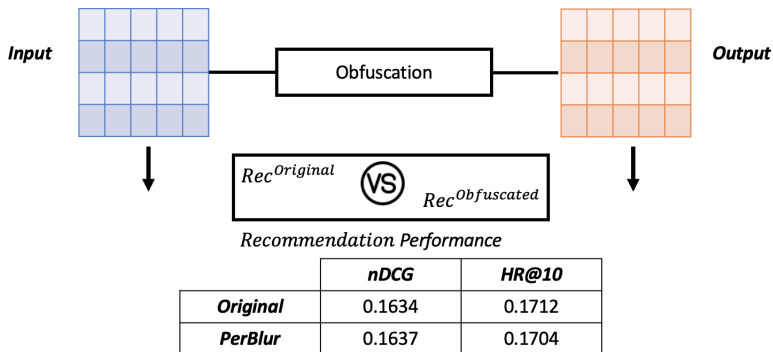 Input
Obfuscation
Output
Rec^Original
VS
Rec^Obfuscated
Recommendation Performance
nDCG HR@10
Original 0.1634 0.1712
PerBlur 0.1637 0.1704